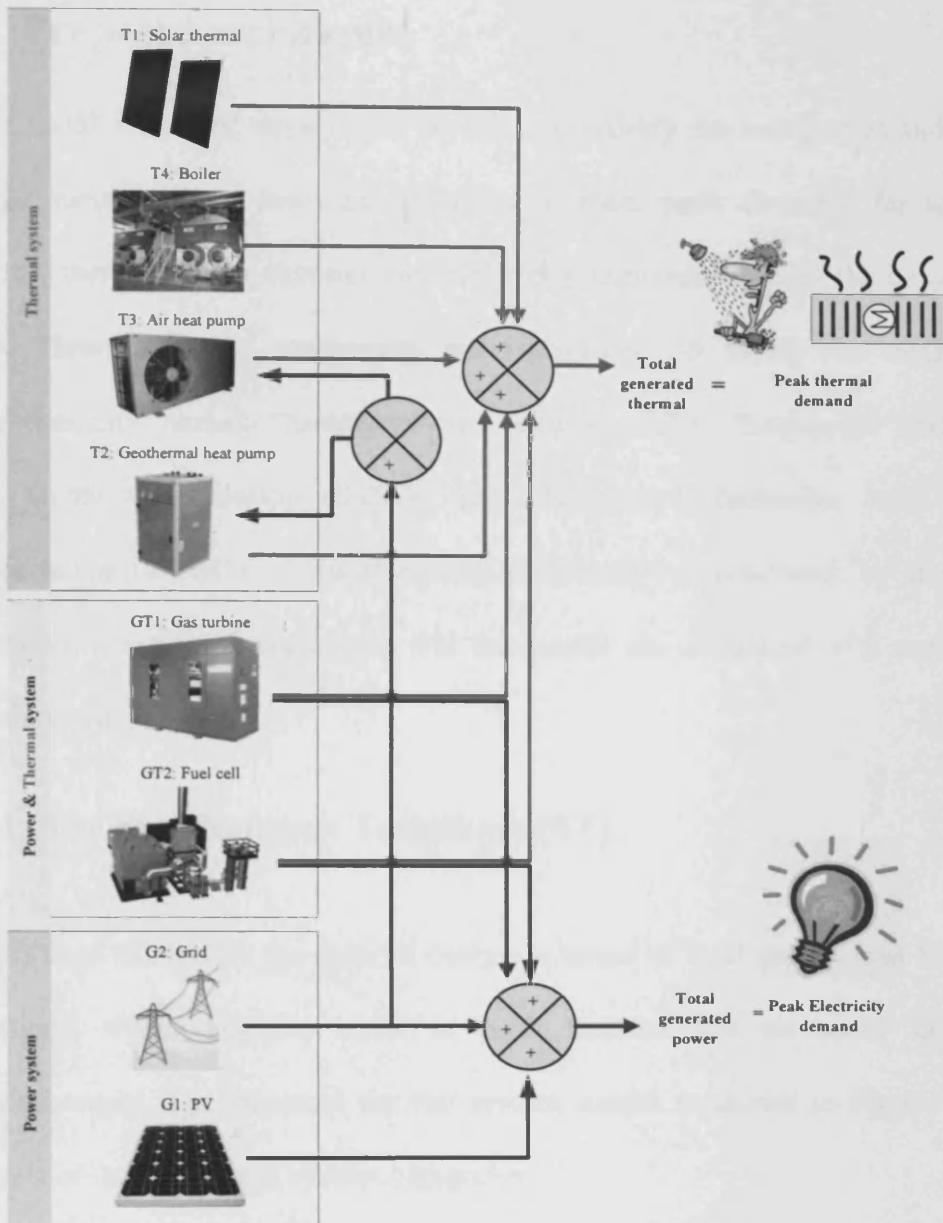 Thermal system
T1: Solar thermal
T4: Boiler
T3: Air heat pump
T2: Geothermal heat pump
Power & Thermal system
GT1: Gas turbine
GT2: Fuel cell
Power system
G2: Grid
G1: PV
+
+
+
+
+
M
Total
generated
thermal
=
Peak thermal
demand
+
+
+
Total
generated
power
= Peak Electricity
demand